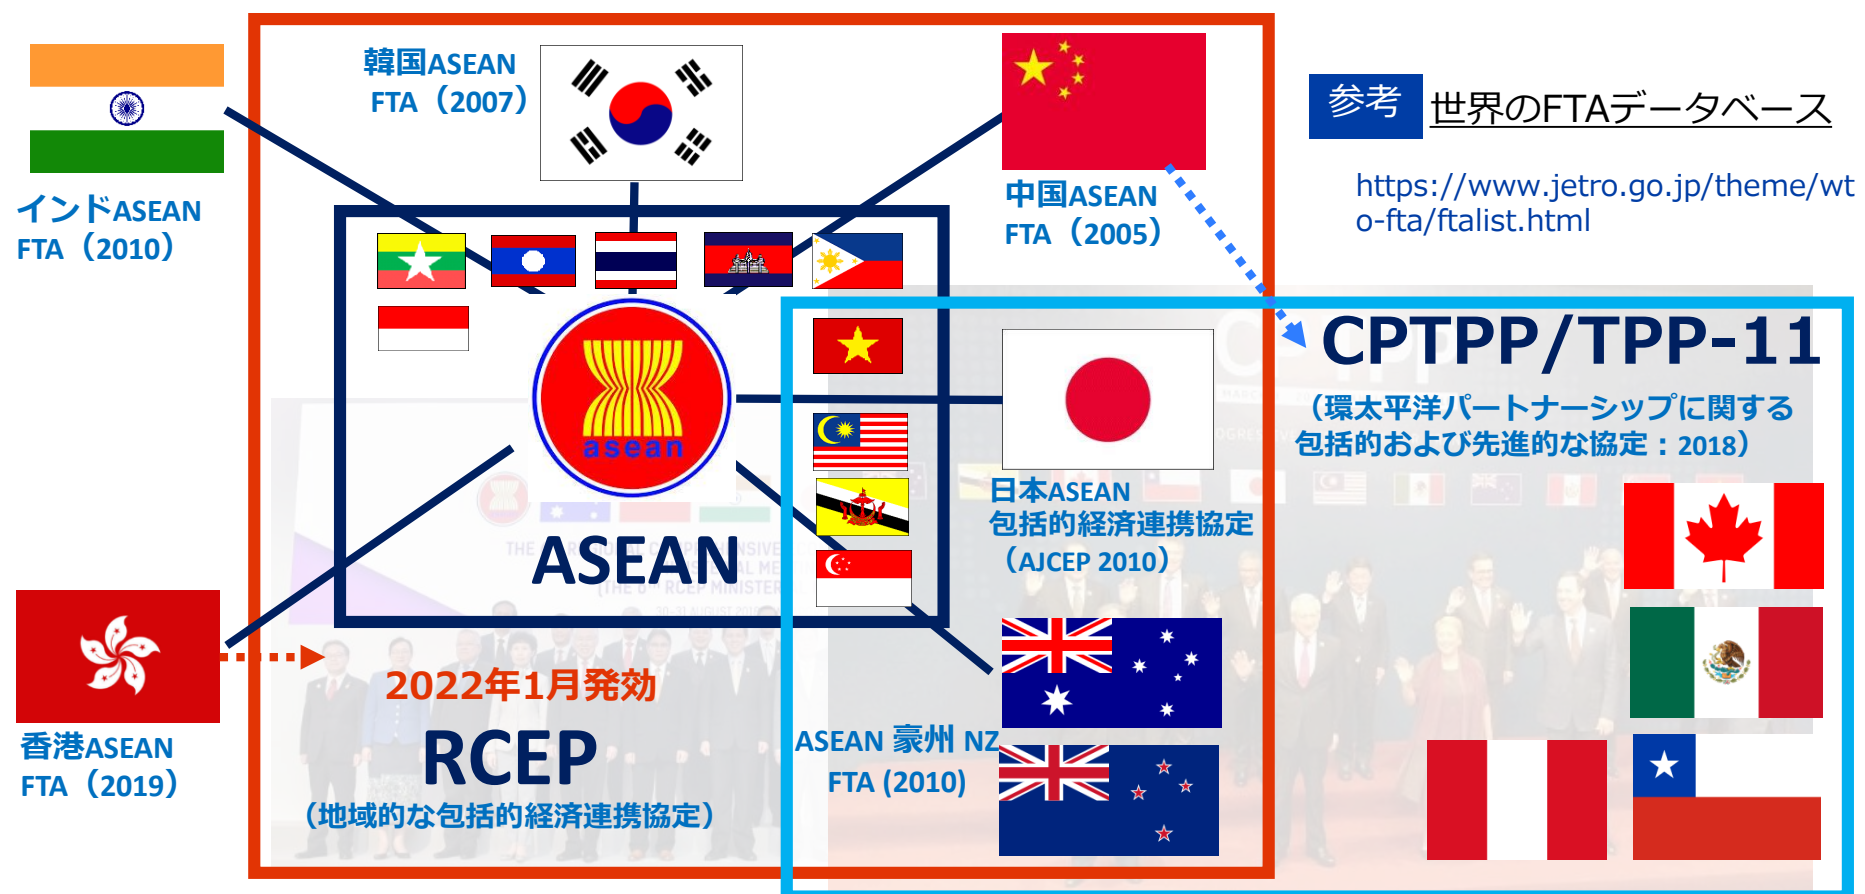 韓国ASEAN
FTA（2007）
参考
世界のFTAデータベース
https://www.jetro.go.jp/theme/wt
o-fta/ftalist.html
インドASEAN
FTA（2010）
中国ASEAN
FTA（2005）
asean
ASEAN
CPTPP/TPP-11
（環太平洋パートナーシップに関する
包括的および先進的な協定：2018）
日本ASEAN
包括的経済連携協定
（AJCEP 2010）
香港ASEAN
FTA（2019）
2022年1月発効
RCEP
（地域的な包括的経済連携協定）
ASEAN 豪州 NZ
FTA (2010)
30-31 AUGUST 2018